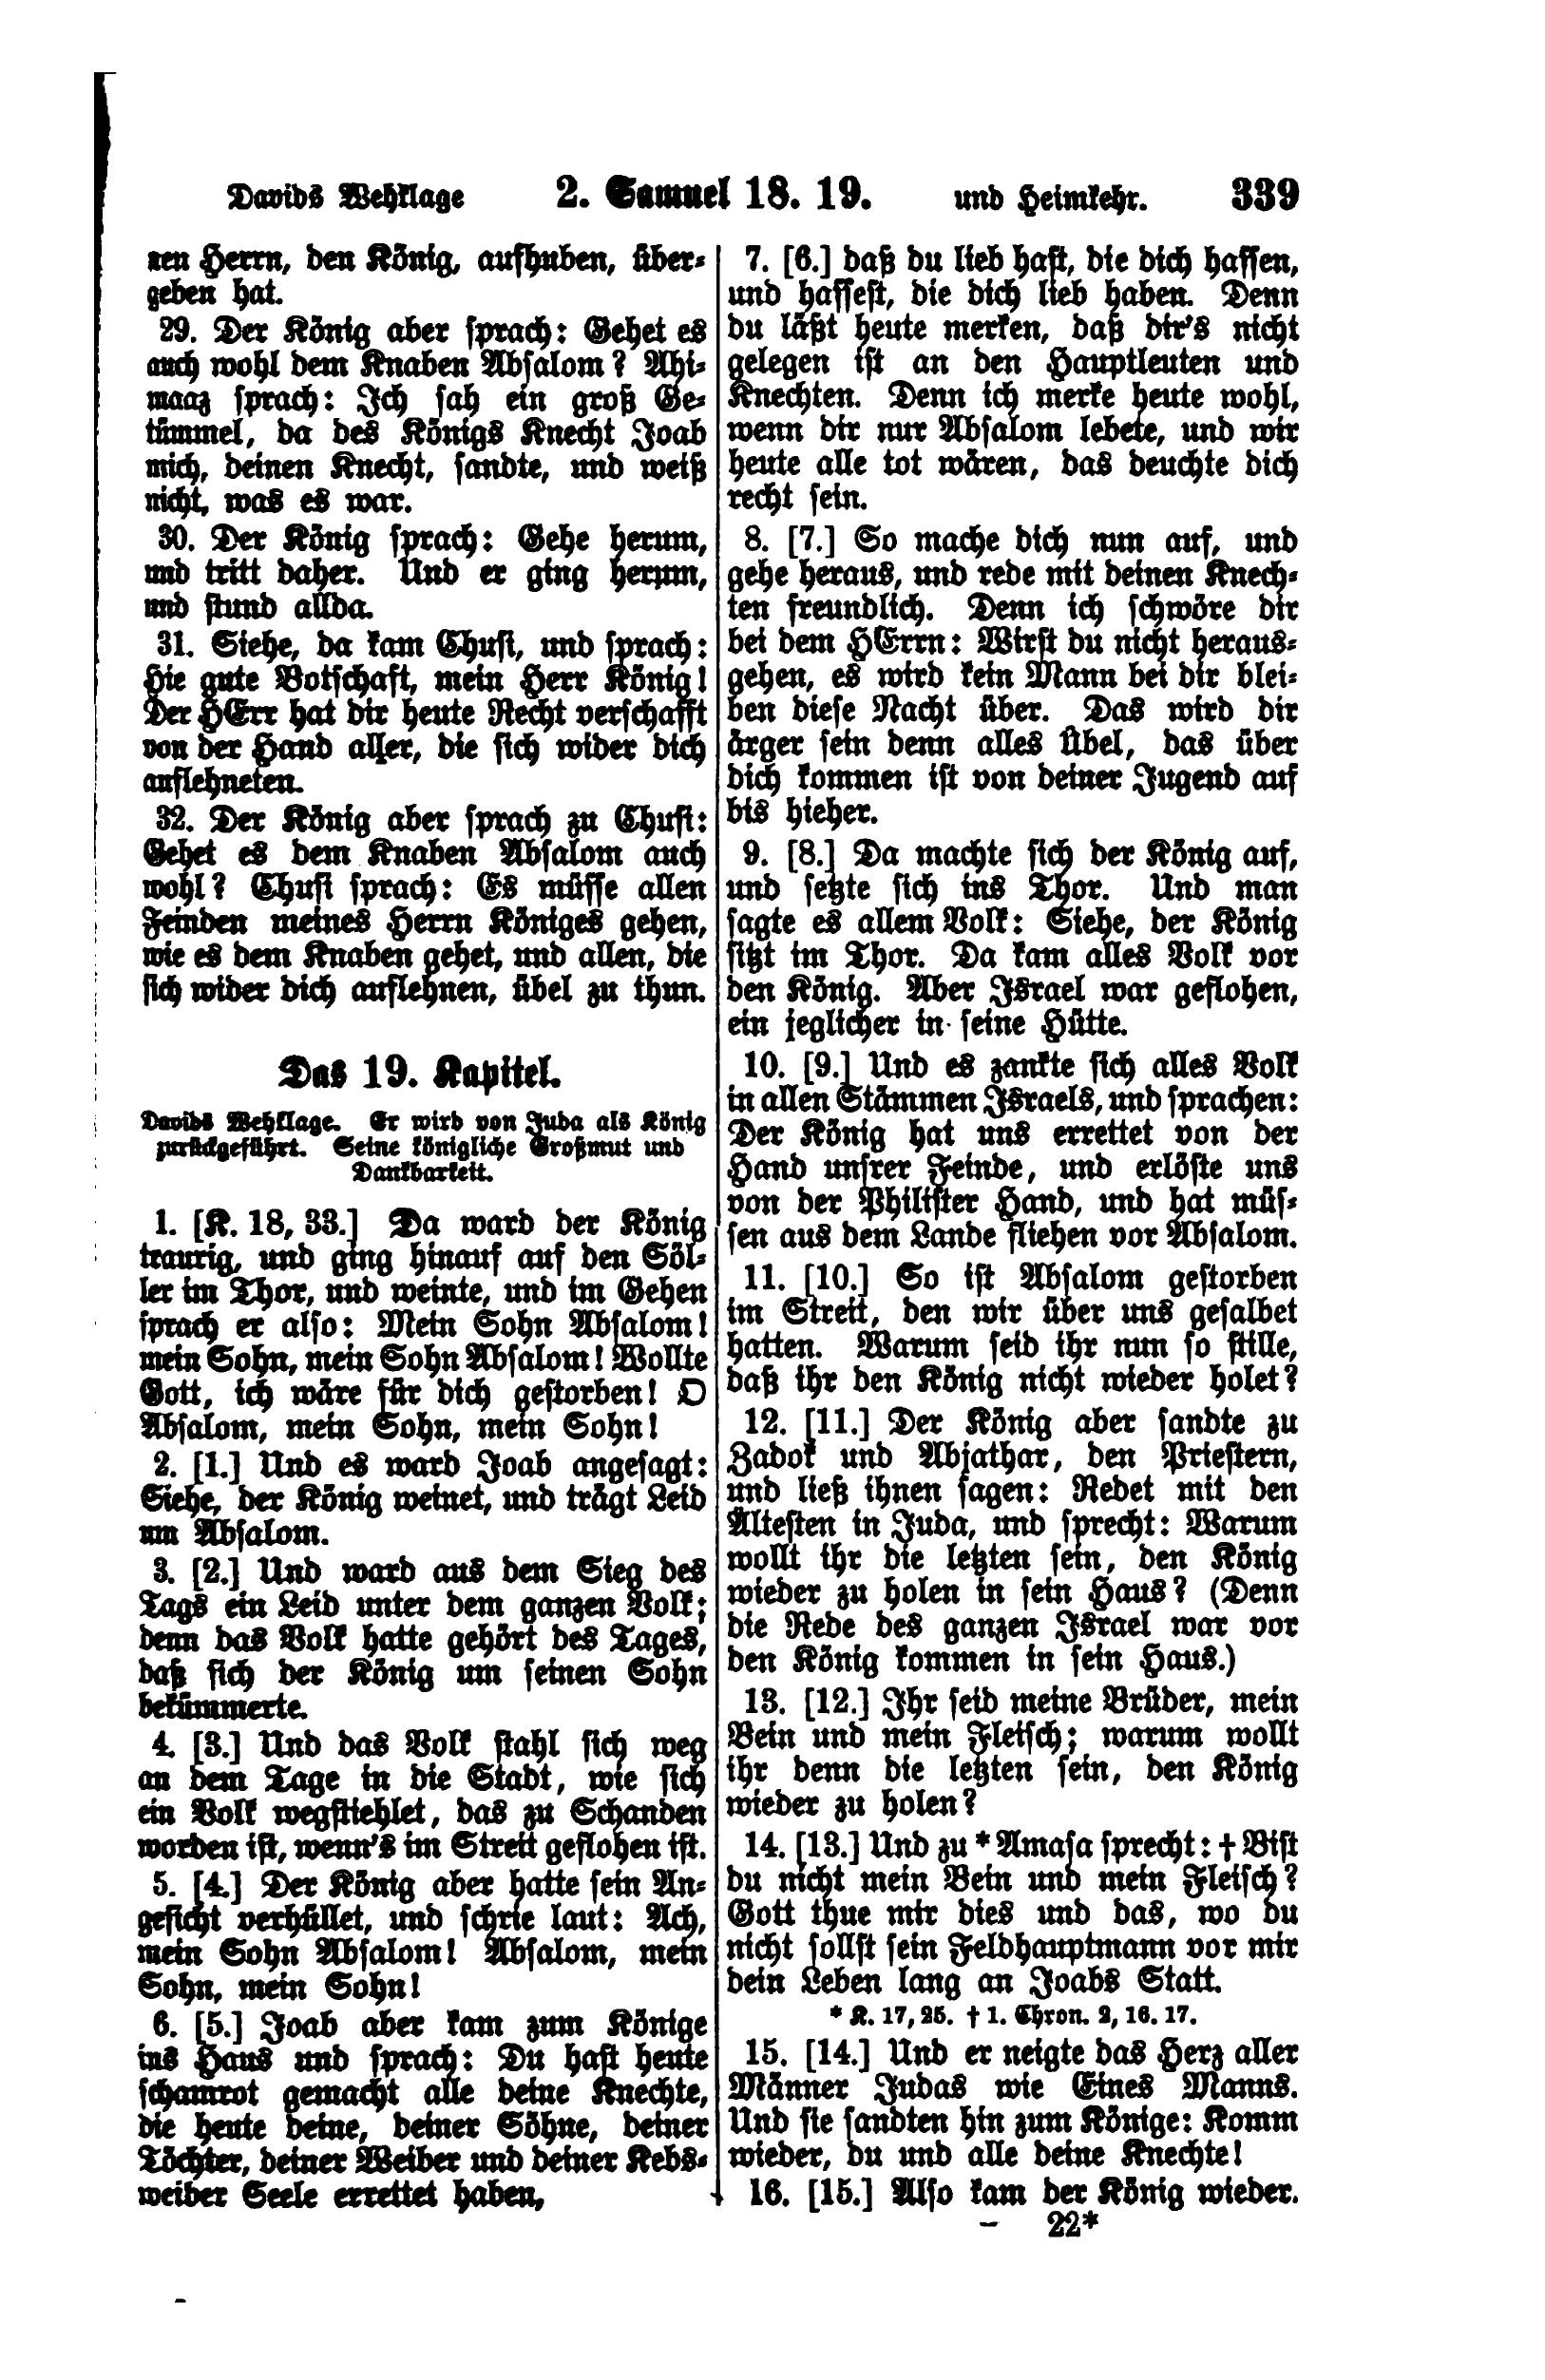 Davids Wehklage 2. Samuel 18. 19. und Heimkehr. 339
nen Herrn, den König, aufhuben, über-
geben hat.
29. Der König aber sprach: Gehet es
auch wohl dem Knaben Absalom? Ahi-
maaz sprach: Ich sah ein groß Ge-
tümmel, da des Königs Knecht Joab
mich, deinen Knecht, sandte, und weiß
nicht, was es war.
30. Der König sprach: Gehe herum,
und tritt daher. Und er ging herum,
und stund allda.
31. Siehe, da kam Chusi, und sprach:
Hie gute Botschaft, mein Herr König!
Der HErr hat dir heute Recht verschafft
von der Hand aller, die sich wider dich
auflehneten.
32. Der König aber sprach zu Chusi:
Gehet es dem Knaben Absalom auch
wohl? Chusi sprach: Es müsse allen
Feinden meines Herrn Königes gehen,
wie es dem Knaben gehet, und allen, die
sich wider dich auflehnen, übel zu thun.
Das 19. Kapitel.
Davids Wehklage. Er wird von Juda als König
zurückgeführt. Seine königliche Großmut und
Dankbarkeit.
1. [K. 18, 33.] Da ward der König
traurig, und ging hinauf auf den Söl-
ler im Thor, und weinte, und im Gehen
sprach er also: Mein Sohn Absalom!
mein Sohn, mein Sohn Absalom! Wollte
Gott, ich wäre für dich gestorben! O
Absalom, mein Sohn, mein Sohn!
2. [1.] Und es ward Joab angesagt:
Siehe, der König weinet, und trägt Leid
um Absalom.
3. [2.] Und ward aus dem Sieg des
Tags ein Leid unter dem ganzen Volk;
denn das Volk hatte gehört des Tages,
daß sich der König um seinen Sohn
bekümmerte.
4. [3.] Und das Volk stahl sich weg
an dem Tage in die Stadt, wie sich
ein Volk wegstiehlet, das zu Schanden
worden ist, wenn's im Streit geflohen ist.
5. [4.] Der König aber hatte sein An-
gesicht verhüllet, und schrie laut: Ach,
mein Sohn Absalom! Absalom, mein
Sohn, mein Sohn!
6. [5.] Joab aber kam zum Könige
ins Haus und sprach: Du hast heute
schamrot gemacht alle deine Knechte,
die heute deine, deiner Söhne, deiner
Töchter, deiner Weiber und deiner Kebs-
weiber Seele errettet haben,
7. [6.] daß du lieb hast, die dich hassen,
und hassest, die dich lieb haben. Denn
du läßt heute merken, daß dir's nicht
gelegen ist an den Hauptleuten und
Knechten. Denn ich merke heute wohl,
wenn dir nur Absalom lebete, und wir
heute alle tot wären, das deuchte dich
recht sein.
8. [7.] So mache dich nun auf, und
gehe heraus, und rede mit deinen Knech-
ten freundlich. Denn ich schwöre dir
bei dem HErrn: Wirst du nicht heraus-
gehen, es wird kein Mann bei dir blei-
ben diese Nacht über. Das wird dir
ärger sein denn alles Übel, das über
dich kommen ist von deiner Jugend auf
bis hieher.
9. [8.] Da machte sich der König auf,
und setzte sich ins Thor. Und man
sagte es allem Volk: Siehe, der König
sitzt im Thor. Da kam alles Volk vor
den König. Aber Israel war geflohen,
ein jeglicher in seine Hütte.
10. [9.] Und es zankte sich alles Volk
in allen Stämmen Israels, und sprachen:
Der König hat uns errettet von der
Hand unsrer Feinde, und erlöste uns
von der Philister Hand, und hat müs-
sen aus dem Lande fliehen vor Absalom.
11. [10.] So ist Absalom gestorben
im Streit, den wir über uns gesalbet
hatten. Warum seid ihr nun so stille,
daß ihr den König nicht wieder holet?
12. [11.] Der König aber sandte zu
Zadok und Abjathar, den Priestern,
und ließ ihnen sagen: Redet mit den
Ältesten in Juda, und sprecht: Warum
wollt ihr die letzten sein, den König
wieder zu holen in sein Haus? (Denn
die Rede des ganzen Israel war vor
den König kommen in sein Haus.)
13. [12.] Ihr seid meine Brüder, mein
Bein und mein Fleisch; warum wollt
ihr denn die letzten sein, den König
wieder zu holen?
14. [13.] Und zu * Amasa sprecht: † Bist
du nicht mein Bein und mein Fleisch?
Gott thue mir dies und das, wo du
nicht sollst sein Feldhauptmann vor mir
dein Leben lang an Joabs Statt.
* K. 17, 25. † 1. Chron. 2, 16. 17.
15. [14.] Und er neigte das Herz aller
Männer Judas wie Eines Manns.
Und sie sandten hin zum Könige: Komm
wieder, du und alle deine Knechte!
16. [15.] Also kam der König wieder.
22*